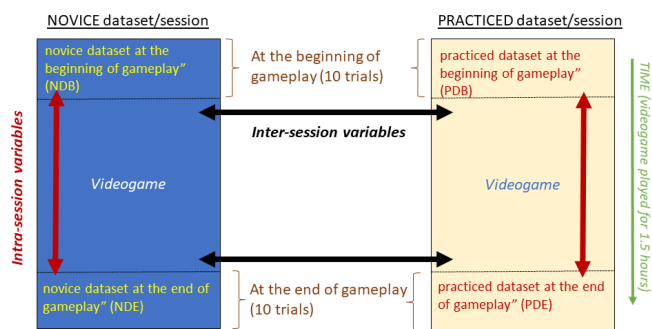 NOVICE dataset/session
PRACTICED dataset/session
novice dataset at the
beginning of gameplay”
(NDB)
At the beginning of
gameplay (10 trials)
practiced dataset at the
beginning of gameplay”
(PDB)
Inter-session variables
Intra-session variables
Videogame
Videogame
TIME (videogame played for 1.5 hours)
novice dataset at the end of
gameplay” (NDE)
At the end of gameplay
(10 trials)
practiced dataset at the end
of gameplay” (PDE)